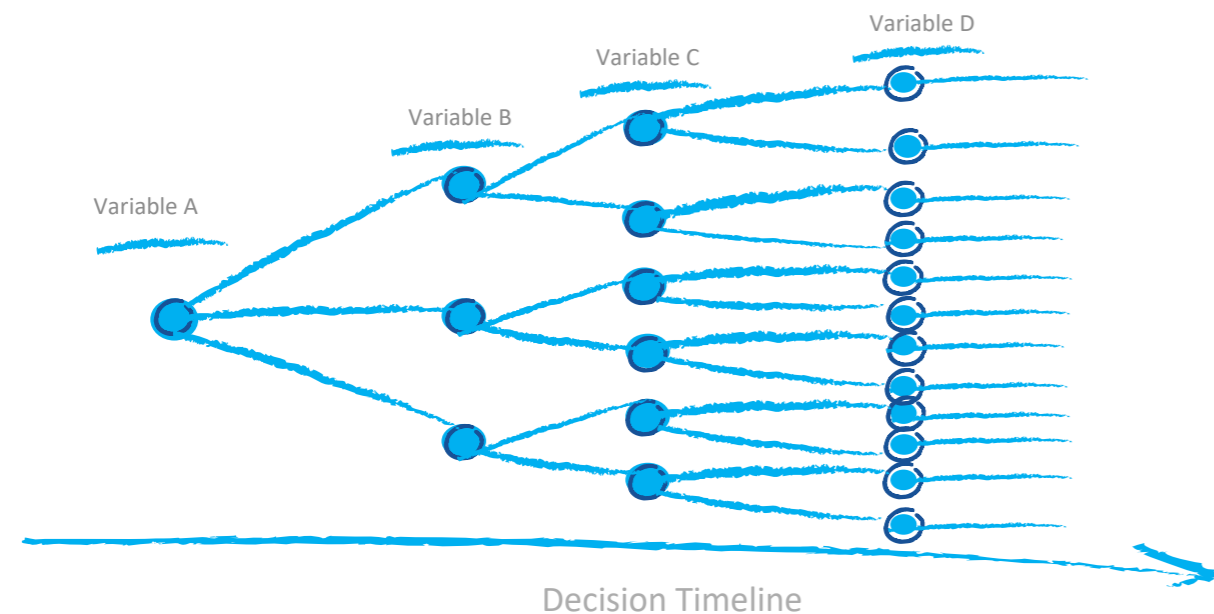 Variable A
Variable B
Variable C
Variable D
Decision Timeline